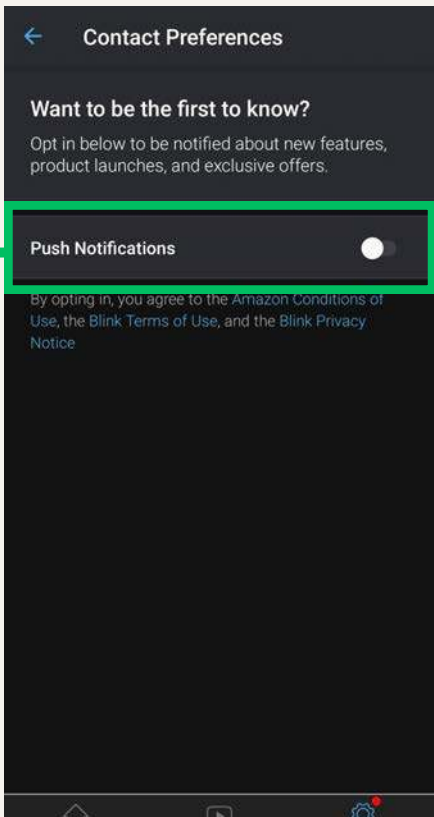 Contact Preferences
Want to be the first to know?
Opt in below to be notified about new features,
product launches, and exclusive offers.
Push Notifications
By opting in, you agree to the Amazon Conditions of
Use, the Blink Terms of Use, and the Blink Privacy
Notice